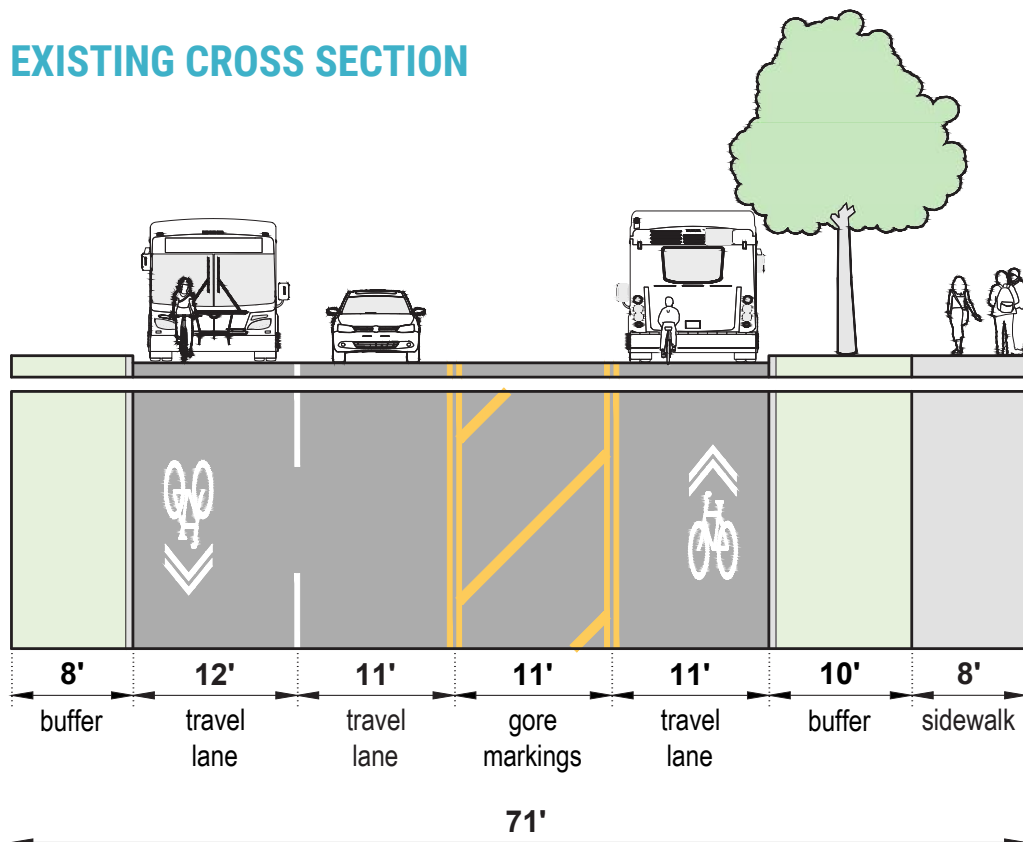 EXISTING CROSS SECTION
8' 12' 11' 11' 11' 10' 8'
buffer travel travel gore travel buffer sidewalk
lane lane markings lane
71'